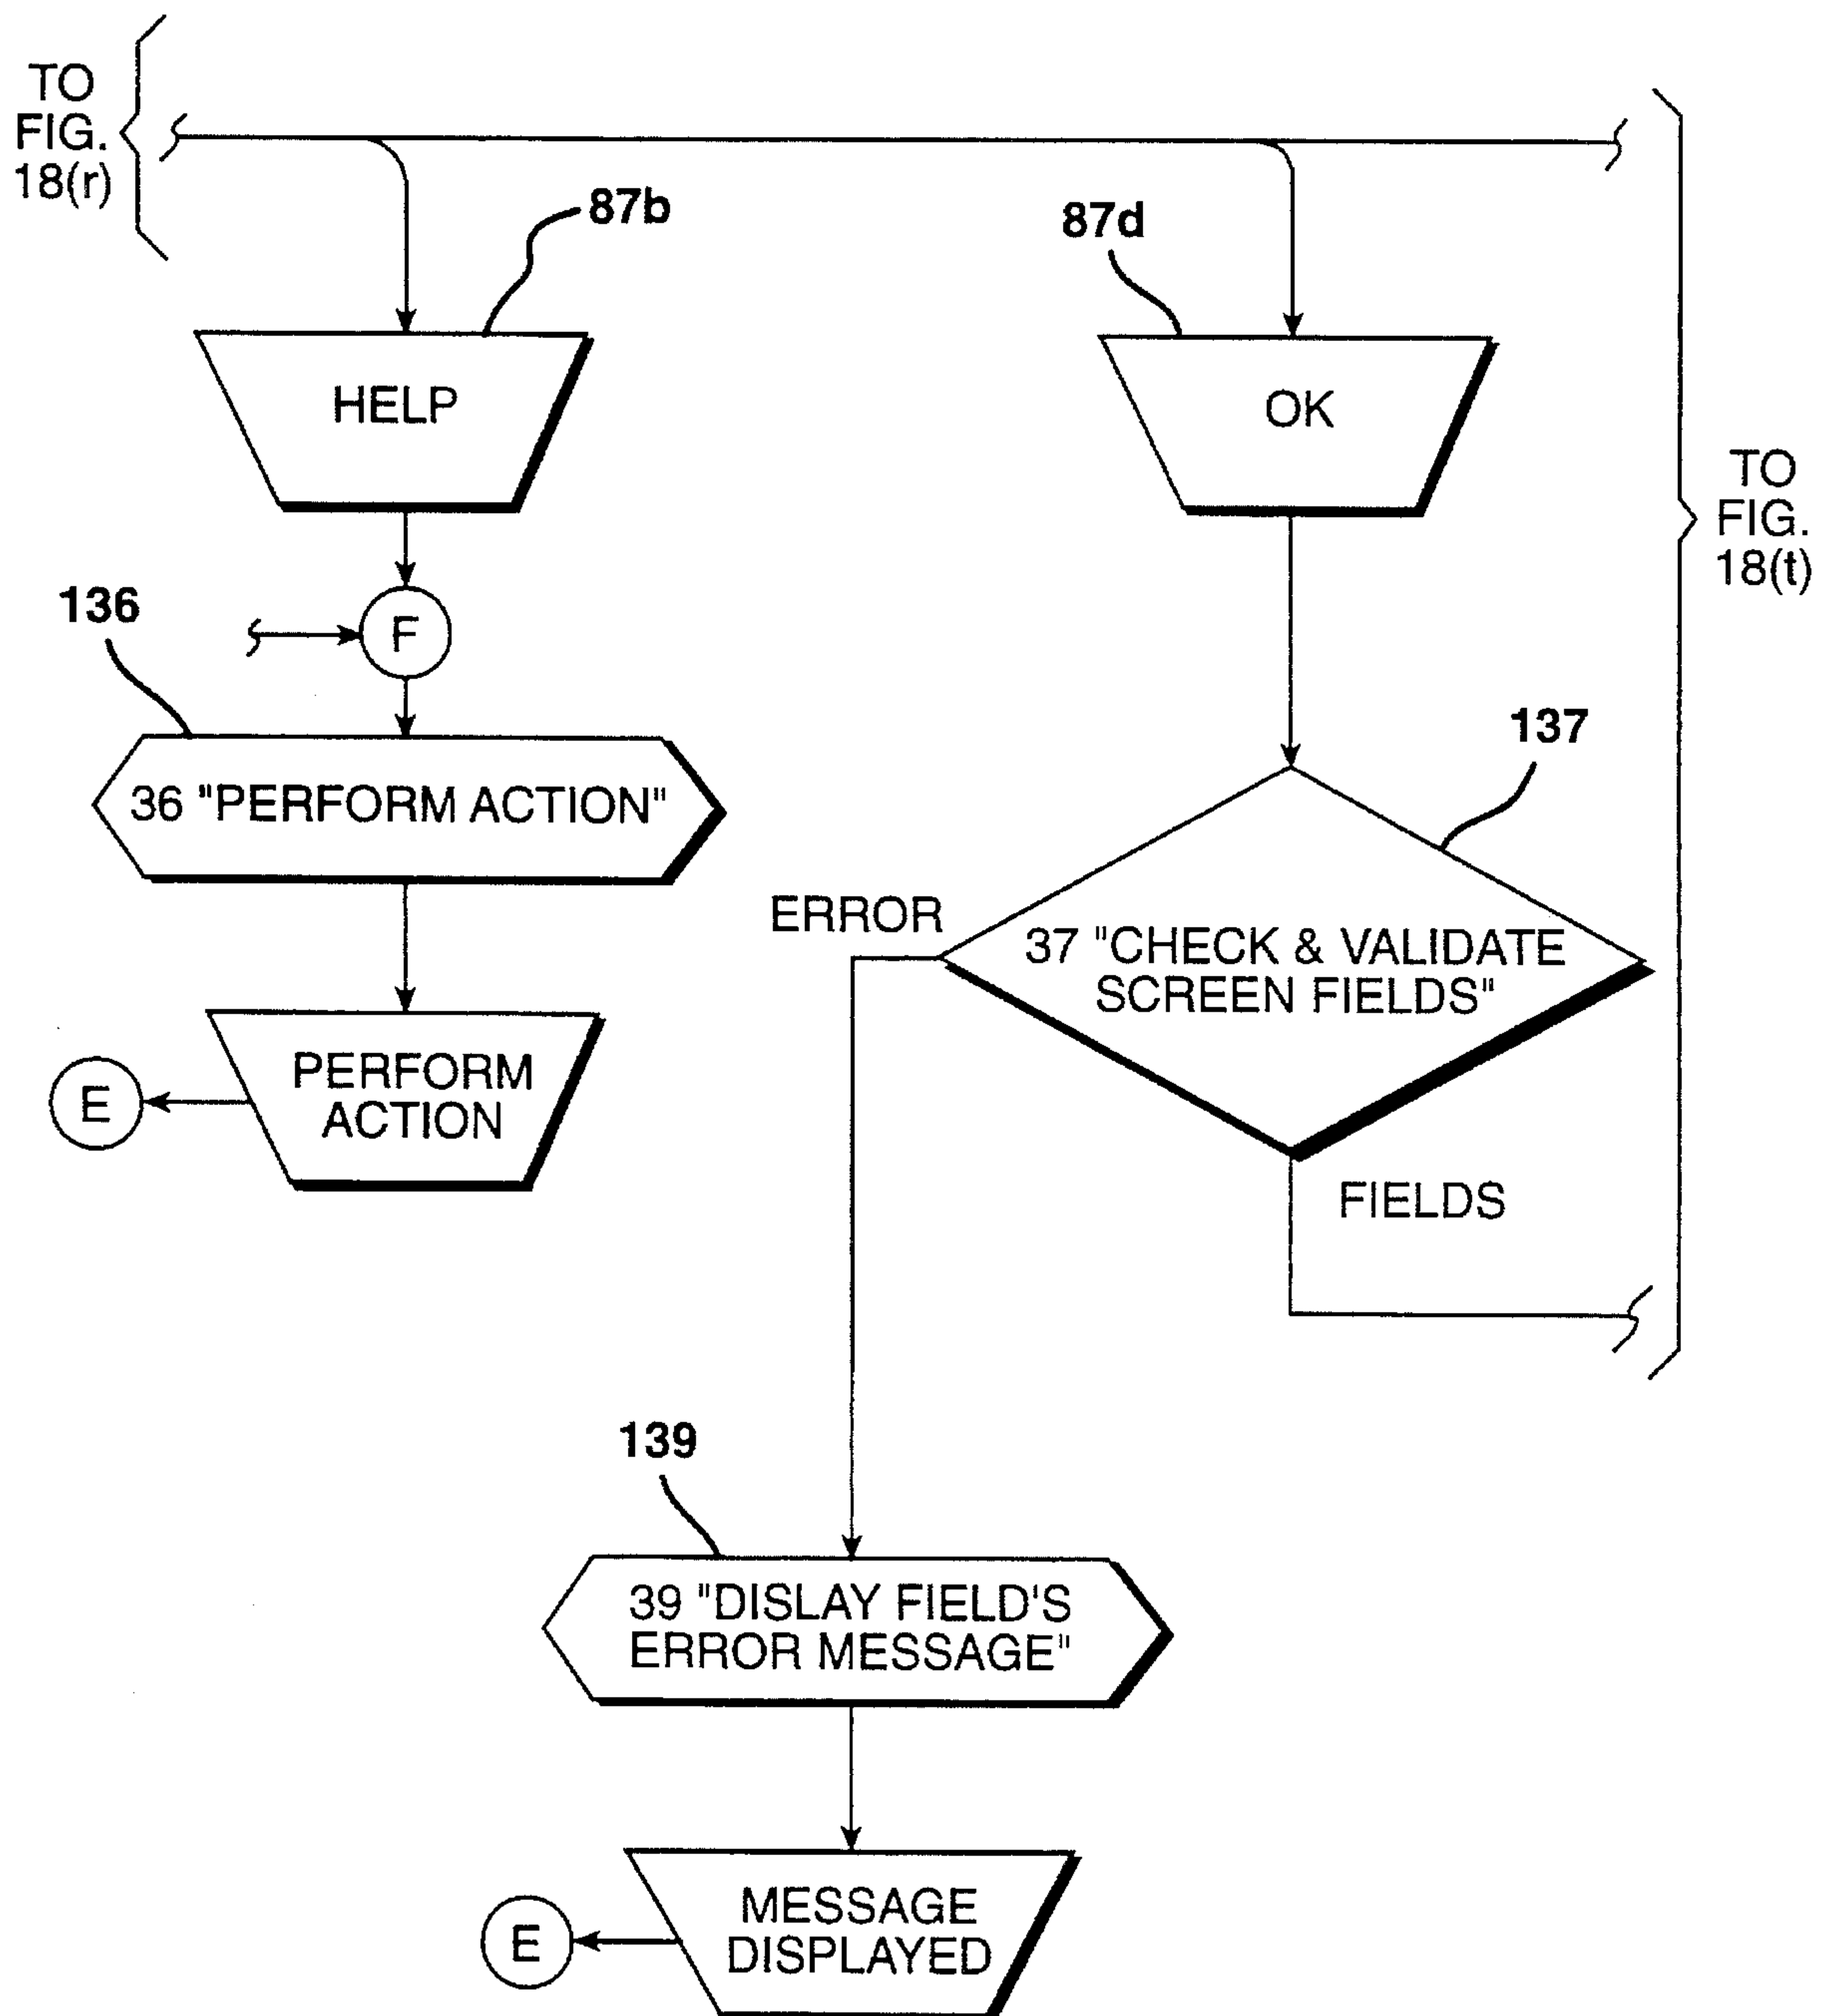 TO
FIG.
18(r)
87b
87d
HELP
OK
TO
FIG.
18(t)
136
F
137
36 "PERFORM ACTION"
ERROR
37 "CHECK & VALIDATE
SCREEN FIELDS"
PERFORM
ACTION
E
FIELDS
139
39 "DISLAY FIELD'S
ERROR MESSAGE"
MESSAGE
DISPLAYED
E